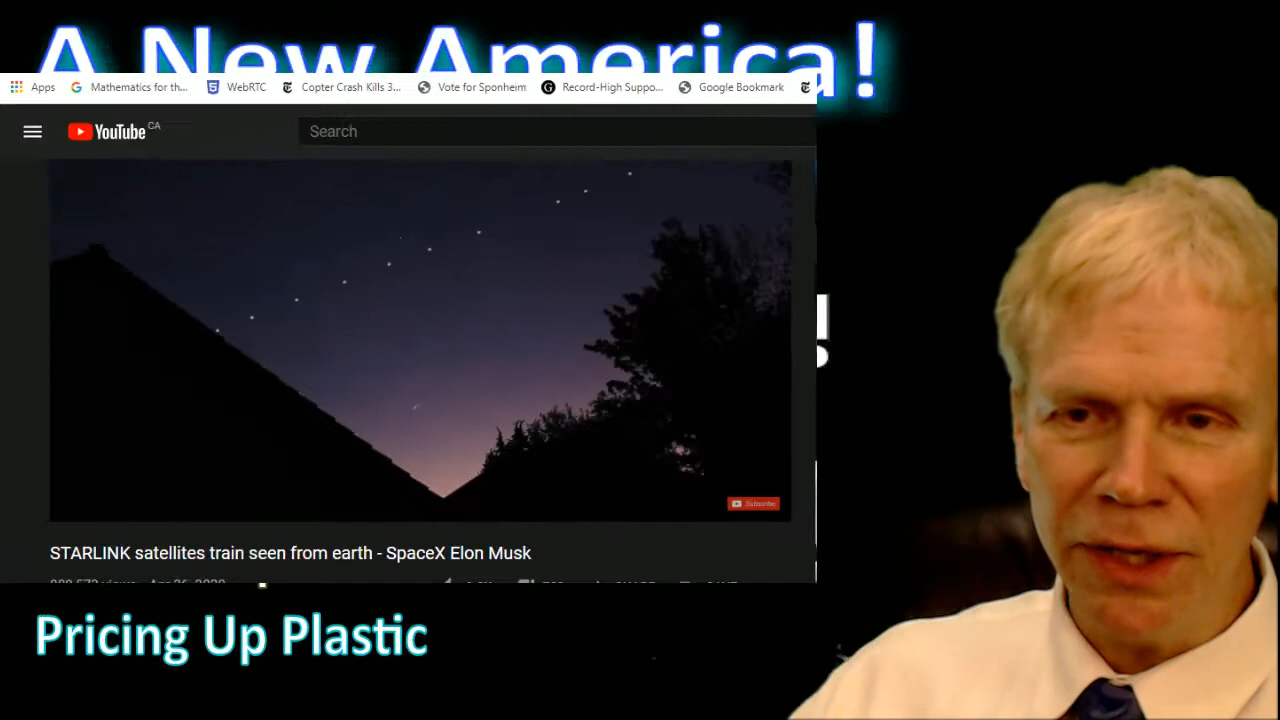 A New America!
Apps Mathematics for th... WebRTC Copter Crash Kills 3... Vote for Sponheim Record-High Suppo... Google Bookmark
YouTube CA Search
!
Subscribe
STARLINK satellites train seen from earth - SpaceX Elon Musk
Pricing Up Plastic